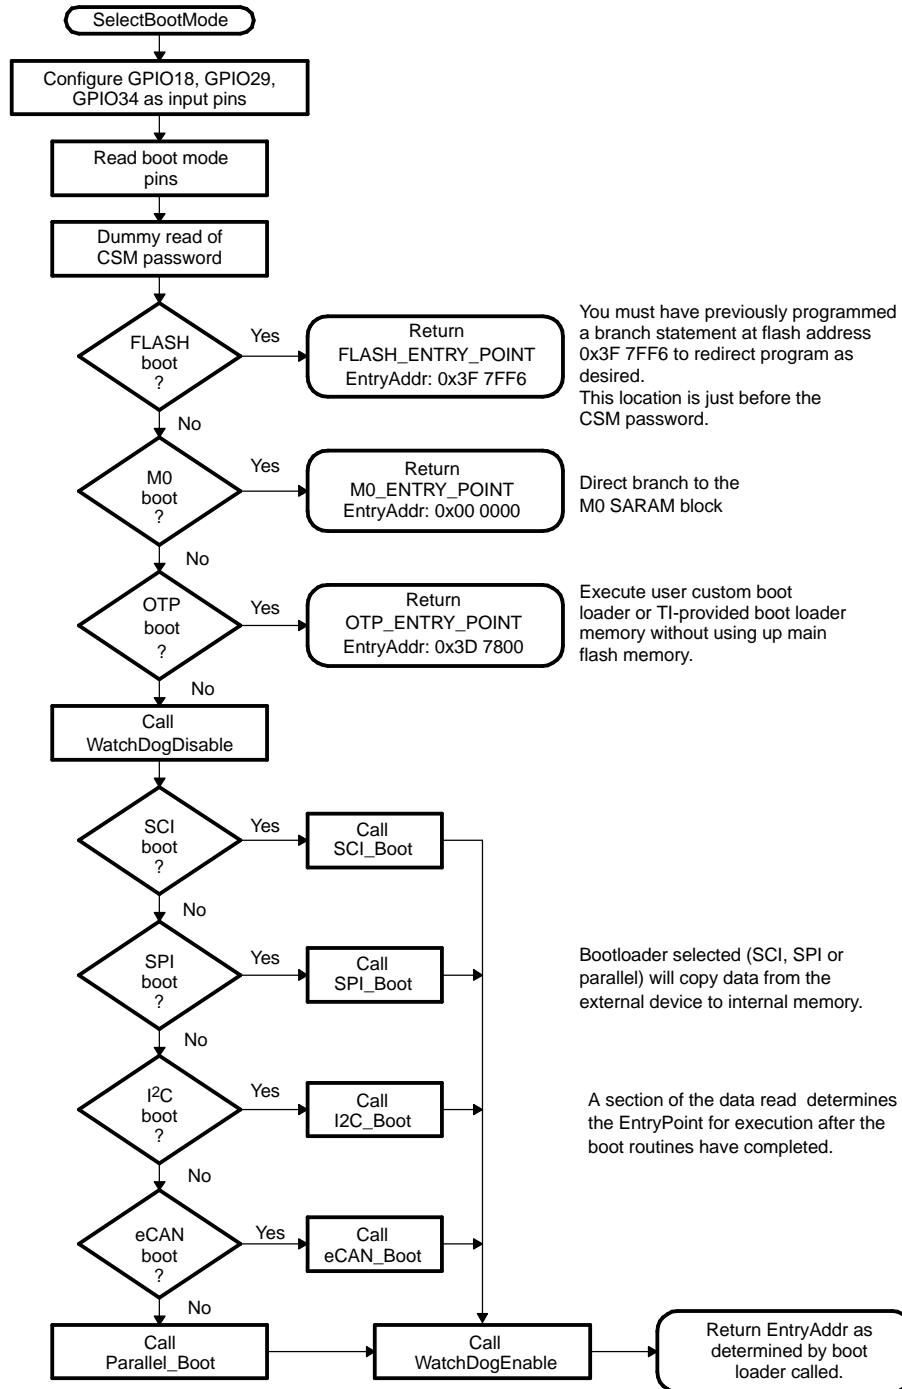 SelectBootMode
Configure GPIO18, GPIO29,
GPIO34 as input pins
Read boot mode
pins
Dummy read of
CSM password
FLASH
boot
?
Yes
Return
FLASH_ENTRY_POINT
EntryAddr: 0x3F 7FF6
You must have previously programmed
a branch statement at flash address
0x3F 7FF6 to redirect program as
desired.
This location is just before the
CSM password.
No
M0
boot
?
Yes
Return
M0_ENTRY_POINT
EntryAddr: 0x00 0000
Direct branch to the
M0 SARAM block
No
OTP
boot
?
Yes
Return
OTP_ENTRY_POINT
EntryAddr: 0x3D 7800
Execute user custom boot
loader or TI-provided boot loader
memory without using up main
flash memory.
No
Call
WatchDogDisable
SCI
boot
?
Yes
Call
SCI_Boot
No
SPI
boot
?
Yes
Call
SPI_Boot
Bootloader selected (SCI, SPI or
parallel) will copy data from the
external device to internal memory.
No
I²C
boot
?
Yes
Call
I2C_Boot
A section of the data read determines
the EntryPoint for execution after the
boot routines have completed.
No
eCAN
boot
?
Yes
Call
eCAN_Boot
No
Call
Parallel_Boot
Call
WatchDogEnable
Return EntryAddr as
determined by boot
loader called.